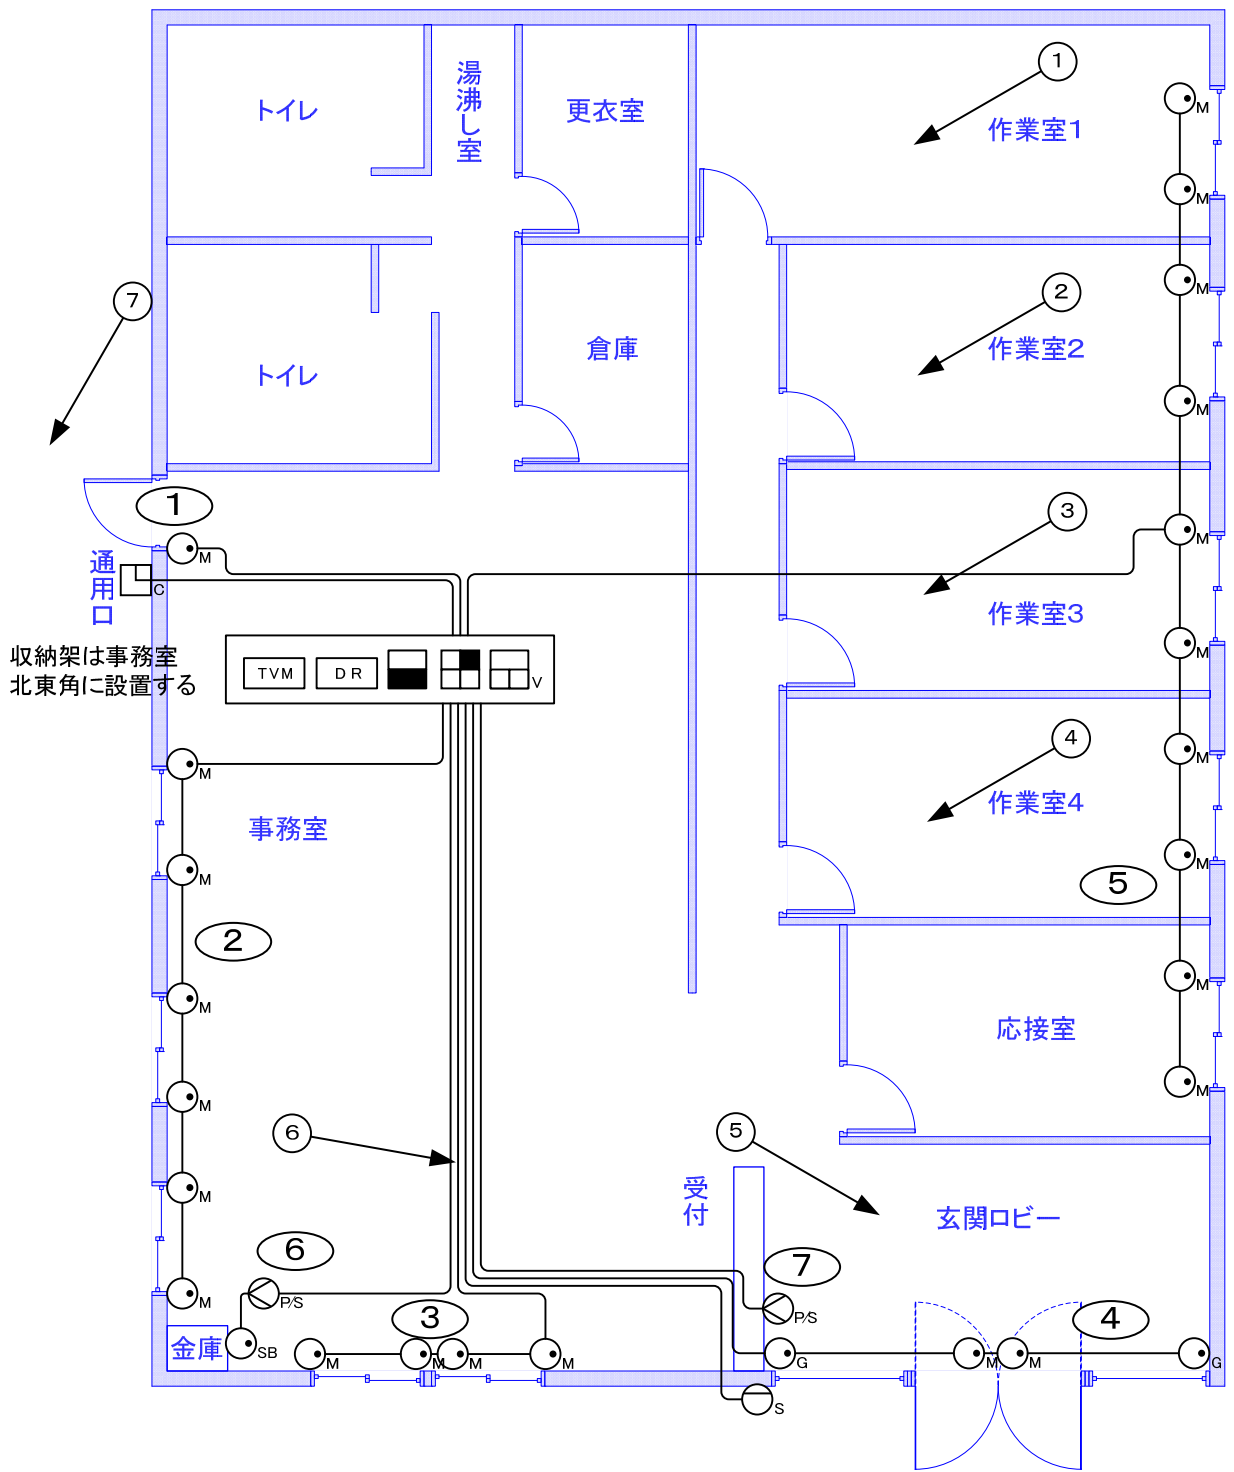 トイレ
湯沸し室
更衣室
1
作業室1
M
M
7
トイレ
倉庫
2
作業室2
M
M
1
M
通用口
C
3
作業室3
M
M
収納架は事務室
北東角に設置する
TVM
DR
V
4
作業室4
M
M
事務室
M
M
5
2
M
M
応接室
M
M
6
5
M
受付
玄関ロビー
6
P/S
M
7
P/S
3
4
金庫
SB
M
M
M
M
G
M
M
G
S